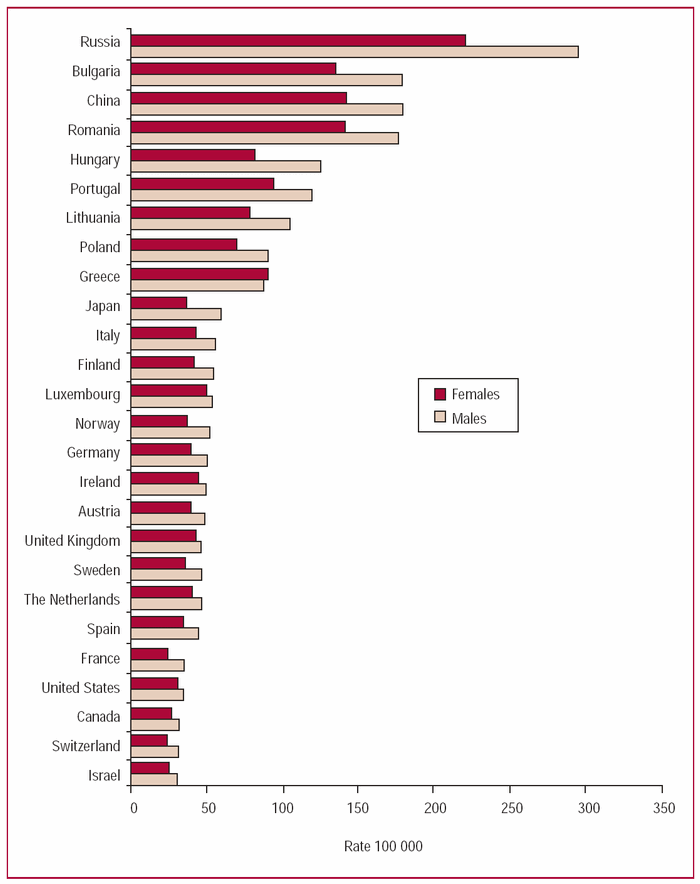 Russia
Bulgaria
China
Romania
Hungary
Portugal
Lithuania
Poland
Greece
Japan
Italy
Finland
Luxembourg
Norway
Germany
Ireland
Austria
United Kingdom
Sweden
The Netherlands
Spain
France
United States
Canada
Switzerland
Israel
Females
Males
0 50 100 150 200 250 300 350
Rate 100 000